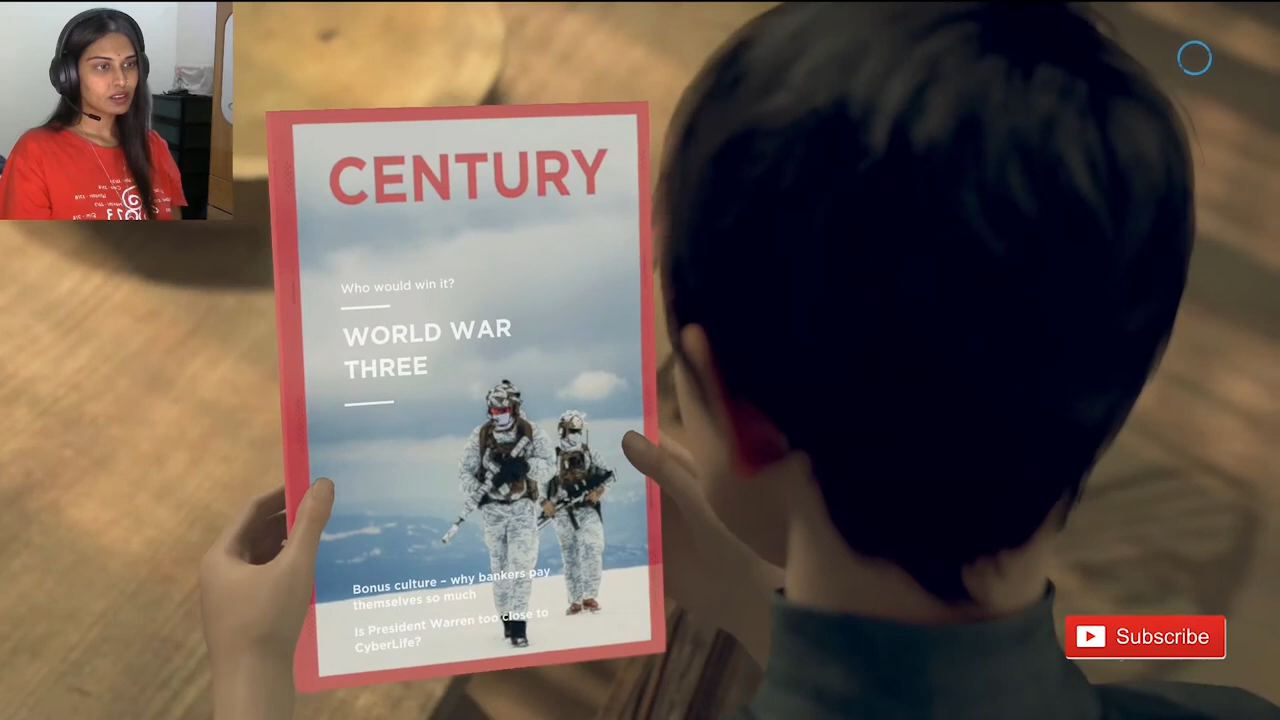 CENTURY
Who would win it?
WORLD WAR
THREE
Bonus culture – why bankers pay
themselves so much
Is President Warren too close to
CyberLife?
Subscribe